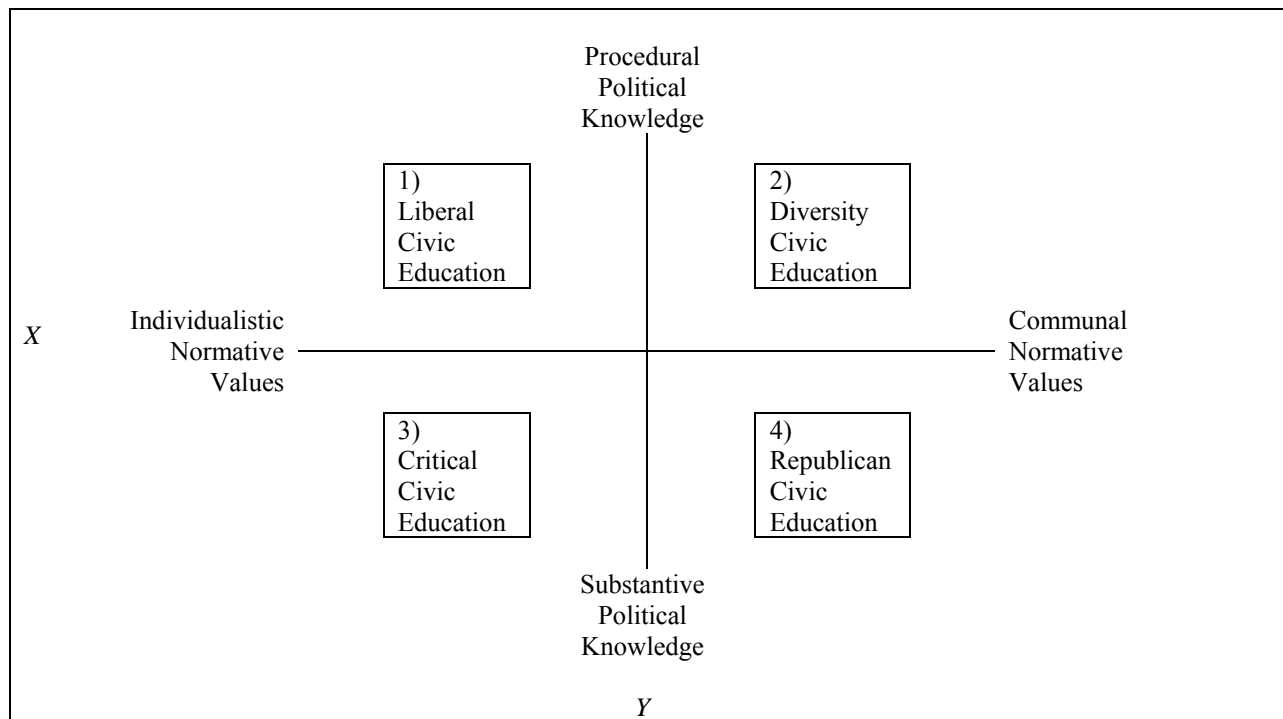 Procedural
Political
Knowledge
1)
Liberal
Civic
Education
2)
Diversity
Civic
Education
X
Individualistic
Normative
Values
Communal
Normative
Values
3)
Critical
Civic
Education
4)
Republican
Civic
Education
Substantive
Political
Knowledge
Y